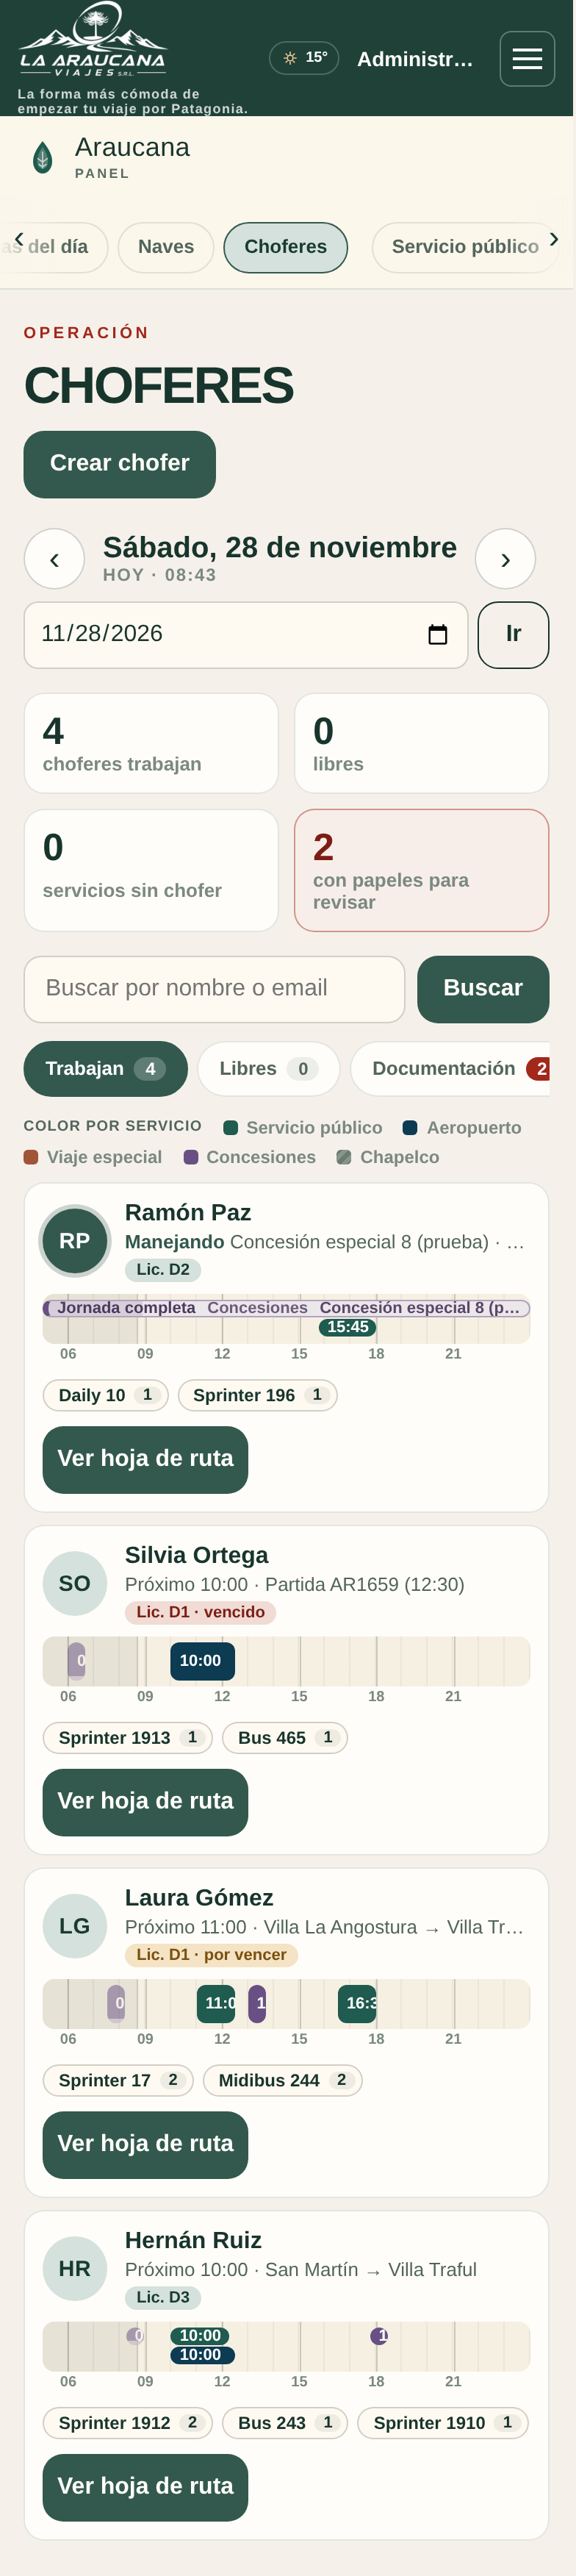 LA ARAUCANA
VIAJES S.R.L.
La forma más cómoda de
empezar tu viaje por Patagonia.
15°
Administr…
Araucana
PANEL
‹
as del día
Naves
Choferes
Servicio público
›
OPERACIÓN
CHOFERES
Crear chofer
‹
Sábado, 28 de noviembre
HOY · 08:43
›
11/28/2026
Ir
4
choferes trabajan
0
libres
0
servicios sin chofer
2
con papeles para
revisar
Buscar por nombre o email
Buscar
Trabajan 4
Libres 0
Documentación 2
COLOR POR SERVICIO Servicio público Aeropuerto
Viaje especial Concesiones Chapelco
RP
Ramón Paz
Manejando Concesión especial 8 (prueba) · …
Lic. D2
Jornada completa Concesiones Concesión especial 8 (p…
15:45
06 09 12 15 18 21
Daily 10 1 Sprinter 196 1
Ver hoja de ruta
SO
Silvia Ortega
Próximo 10:00 · Partida AR1659 (12:30)
Lic. D1 · vencido
0 10:00
06 09 12 15 18 21
Sprinter 1913 1 Bus 465 1
Ver hoja de ruta
LG
Laura Gómez
Próximo 11:00 · Villa La Angostura → Villa Tr…
Lic. D1 · por vencer
0 11:0 1 16:3
06 09 12 15 18 21
Sprinter 17 2 Midibus 244 2
Ver hoja de ruta
HR
Hernán Ruiz
Próximo 10:00 · San Martín → Villa Traful
Lic. D3
0 10:00 1
10:00
06 09 12 15 18 21
Sprinter 1912 2 Bus 243 1 Sprinter 1910 1
Ver hoja de ruta